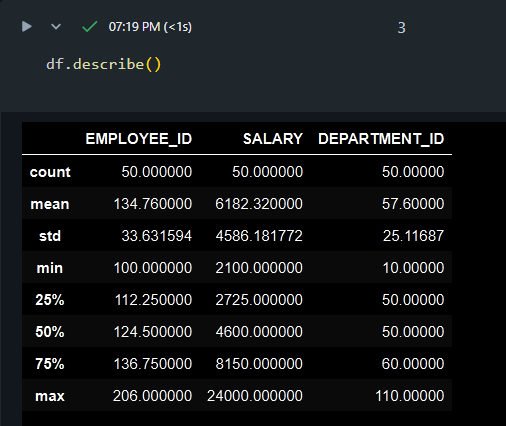 07:19 PM (<1s) 3
df.describe()
EMPLOYEE_ID SALARY DEPARTMENT_ID
count 50.000000 50.000000 50.00000
mean 134.760000 6182.320000 57.60000
std 33.631594 4586.181772 25.11687
min 100.000000 2100.000000 10.00000
25% 112.250000 2725.000000 50.00000
50% 124.500000 4600.000000 50.00000
75% 136.750000 8150.000000 60.00000
max 206.000000 24000.000000 110.00000